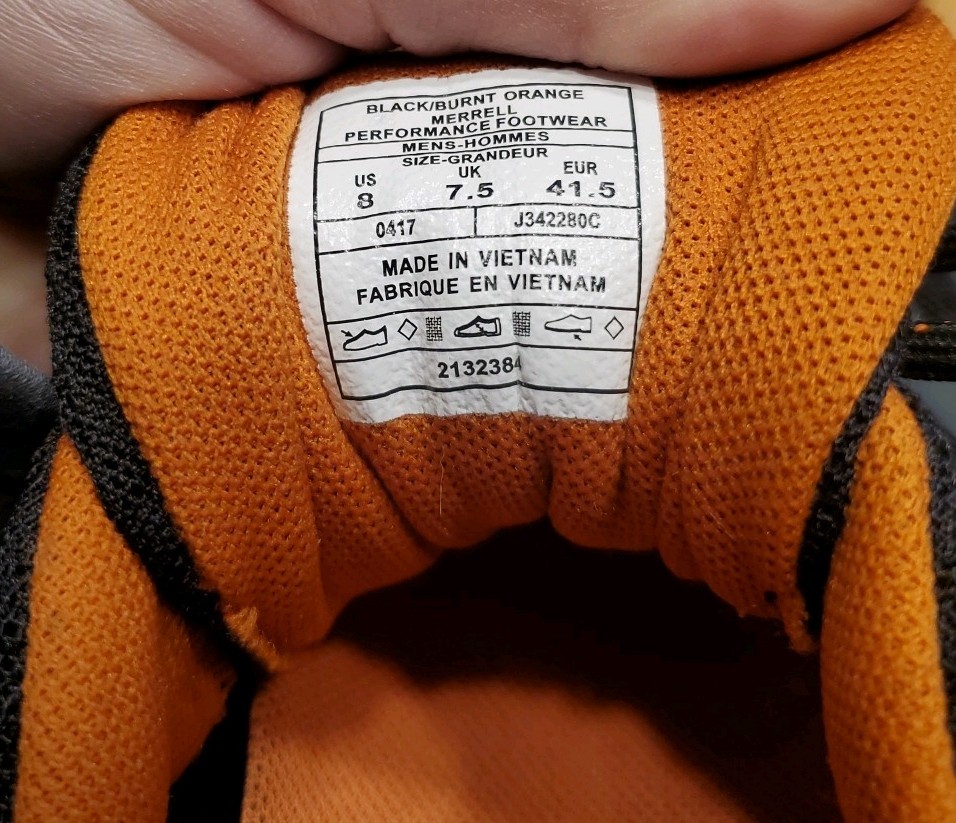 BLACK/BURNT ORANGE
MERRELL
PERFORMANCE FOOTWEAR
MENS-HOMMES
SIZE-GRANDEUR
US UK EUR
8 7.5 41.5
0417 J342280C
MADE IN VIETNAM
FABRIQUE EN VIETNAM
2132384